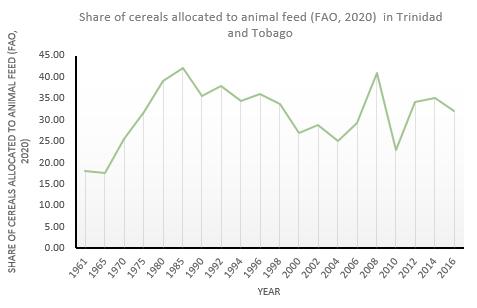 Share of cereals allocated to animal feed (FAO, 2020)  in Trinidad
and Tobago
SHARE OF CEREALS ALLOCATED TO ANIMAL FEED (FAO,
2020)
45.00
40.00
35.00
30.00
25.00
20.00
15.00
10.00
5.00
0.00
1961 1965 1970 1975 1980 1985 1990 1992 1994 1996 1998 2000 2002 2004 2006 2008 2010 2012 2014 2016
YEAR